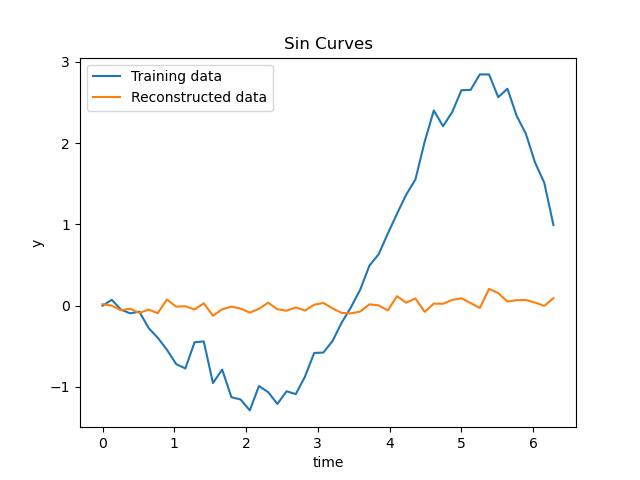 Sin Curves
Training data
Reconstructed data
3
2
1
0
−1
y
0 1 2 3 4 5 6
time